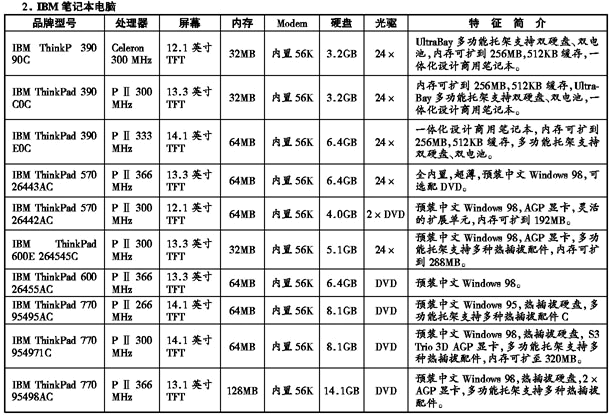 2. IBM 笔记本电脑
品牌型号 处理器 屏幕 内存 Modem 硬盘 光驱 特 征 简 介
IBM ThinkP 390 Celeron 12.1 英寸 32MB 内置 56K 3.2GB 24× UltraBay 多功能托架支持双硬盘、双电
90C 300 MHz TFT 池,内存可扩到 256MB,512KB 缓存,一
体化设计商用笔记本。
IBM ThinkPad 390 P Ⅱ 300 13.3 英寸 32MB 内置 56K 3.2GB 24× 内存可扩到 256MB,512KB 缓存,Ultra-
C0C MHz TFT Bay 多功能托架支持双硬盘、双电池,一
体化设计商用笔记本。
IBM ThinkPad 390 P Ⅱ 333 14.1 英寸 64MB 内置 56K 6.4GB 24× 一体化设计商用笔记本,内存可扩到
E0C MHz TFT 256MB,512KB 缓存,多功能托架支持
双硬盘、双电池。
IBM ThinkPad 570 P Ⅱ 366 13.3 英寸 64MB 内置 56K 6.4GB 24× 全内置,超薄,预装中文 Windows 98,可
26443AC MHz TFT 选配 DVD。
IBM ThinkPad 570 P Ⅱ 300 12.1 英寸 64MB 内置 56K 4.0GB 2×DVD 预装中文 Windows 98,AGP 显卡,灵活
26442AC MHz TFT 的扩展单元,内存可扩到 192MB。
IBM ThinkPad P Ⅱ 300 13.3 英寸 32MB 内置 56K 5.1GB 24× 预装中文 Windows 98,AGP 显卡,多功
600E 264545C MHz TFT 能托架支持多种热插拔配件,内存可扩
到 288MB。
IBM ThinkPad 600 P Ⅱ 366 13.3 英寸 64MB 内置 56K 6.4GB DVD 预装中文 Windows 98。
26455AC MHz TFT
IBM ThinkPad 770 P Ⅱ 266 14.1 英寸 64MB 内置 56K 8.1GB DVD 预装中文 Windows 95,热插拔硬盘,多
95495AC MHz TFT 功能托架支持多种热插拔配件 C
IBM ThinkPad 770 P Ⅱ 300 14.1 英寸 64MB 内置 56K 8.1GB DVD 预装中文 Windows 98,热插拔硬盘, S3
954971C MHz TFT Trio 3D AGP 显卡,多功能托架支持多
种热插拔配件,内存可扩至 320MB。
IBM ThinkPad 770 P Ⅱ 366 13.1 英寸 128MB 内置 56K 14.1GB DVD 预装中文 Windows 98,热插拔硬盘,2×
95498AC MHz TFT AGP 显卡,多功能托架支持多种热插拔
配件。